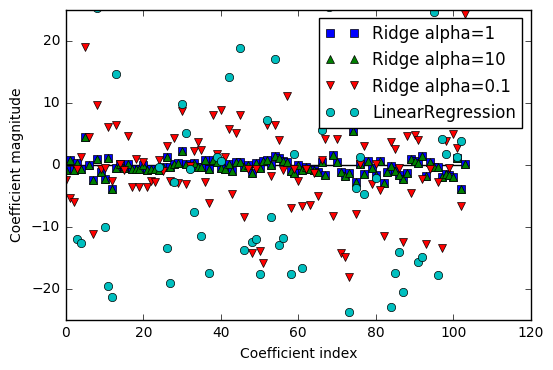 Ridge alpha=1
Ridge alpha=10
Ridge alpha=0.1
LinearRegression
Coefficient magnitude
20
10
0
−10
−20
0 20 40 60 80 100 120
Coefficient index